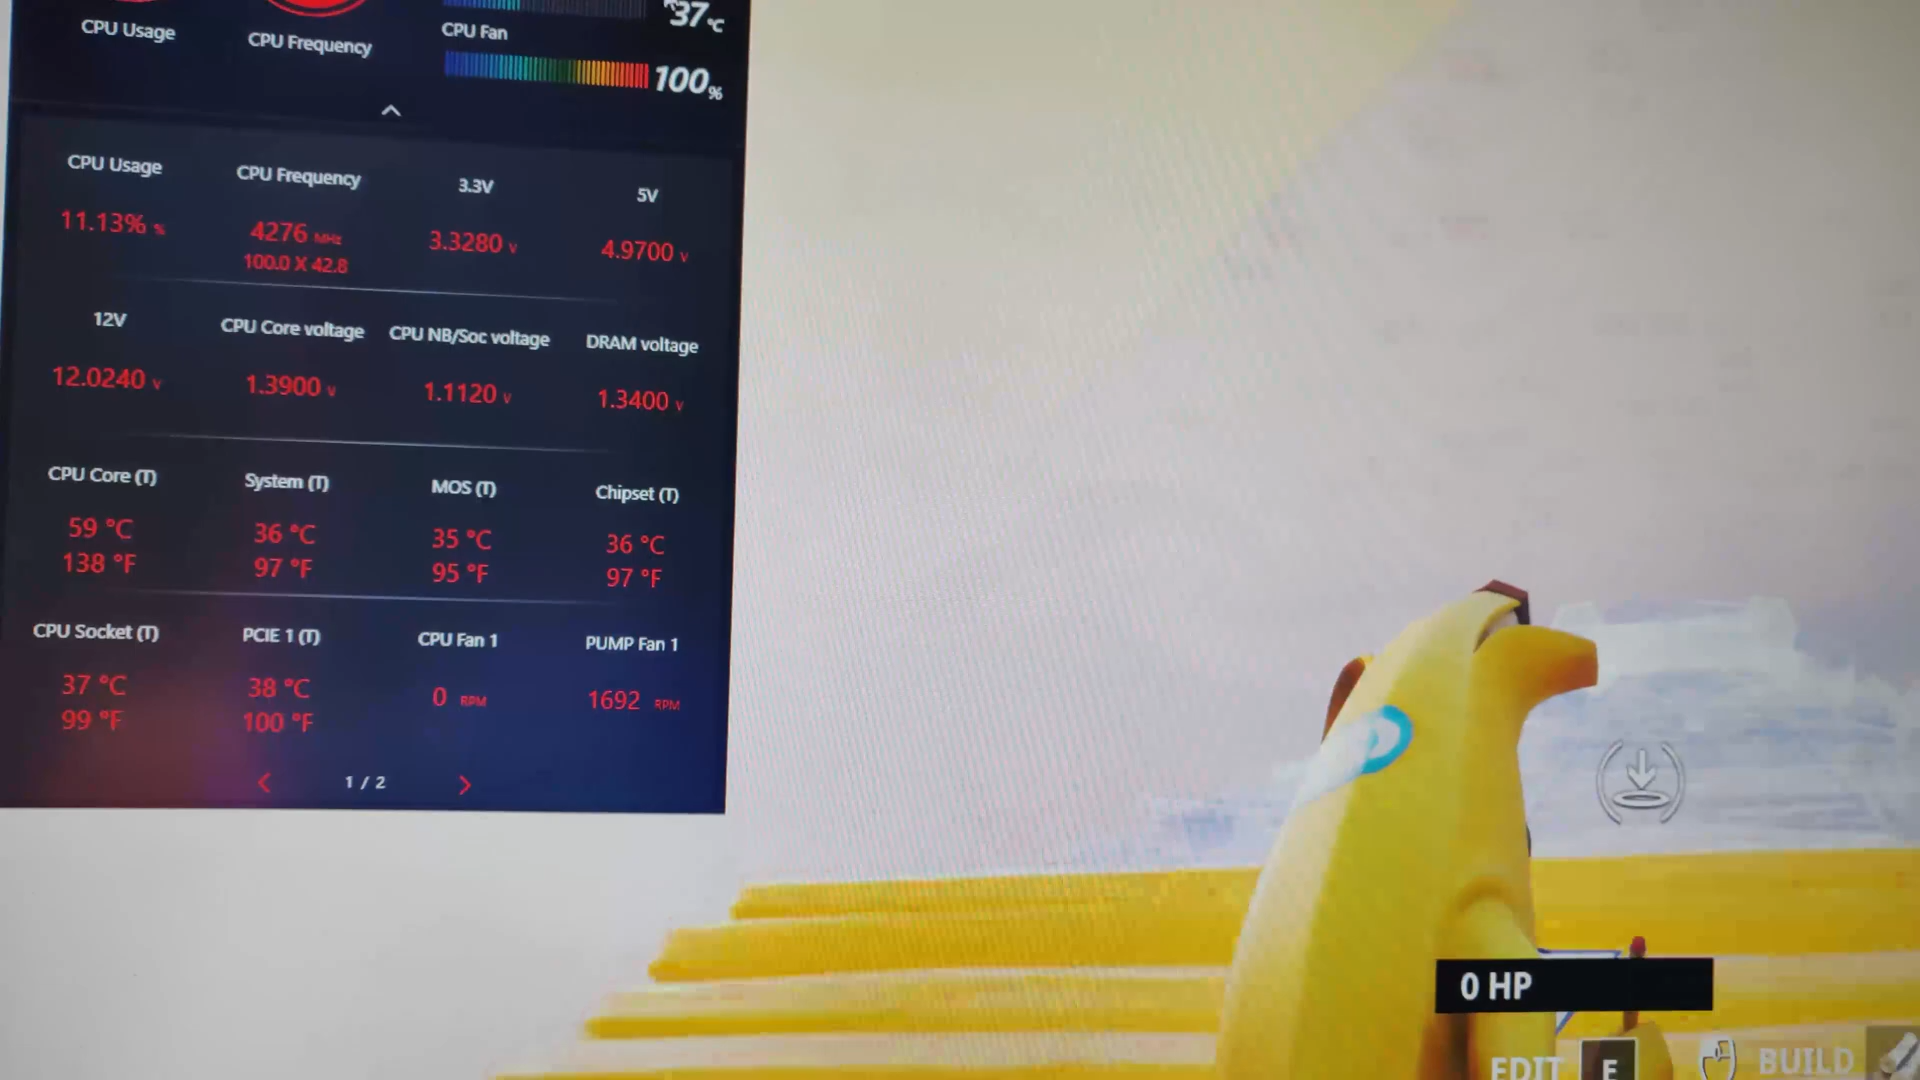 37°C
CPU Usage
CPU Frequency
CPU Fan
100%
CPU Usage
CPU Frequency
3.3V
5V
11.13% %
4276 MHz
100.0 X 42.8
3.3280 V
4.9700 V
12V
CPU Core voltage
CPU NB/Soc voltage
DRAM voltage
12.0240 V
1.3900 V
1.1120 V
1.3400 V
CPU Core (T)
System (T)
MOS (T)
Chipset (T)
59 °C
36 °C
35 °C
36 °C
138 °F
97 °F
95 °F
97 °F
CPU Socket (T)
PCIE 1 (T)
CPU Fan 1
PUMP Fan 1
37 °C
38 °C
0 RPM
1692 RPM
99 °F
100 °F
1 / 2
0 HP
EDIT E
BUILD